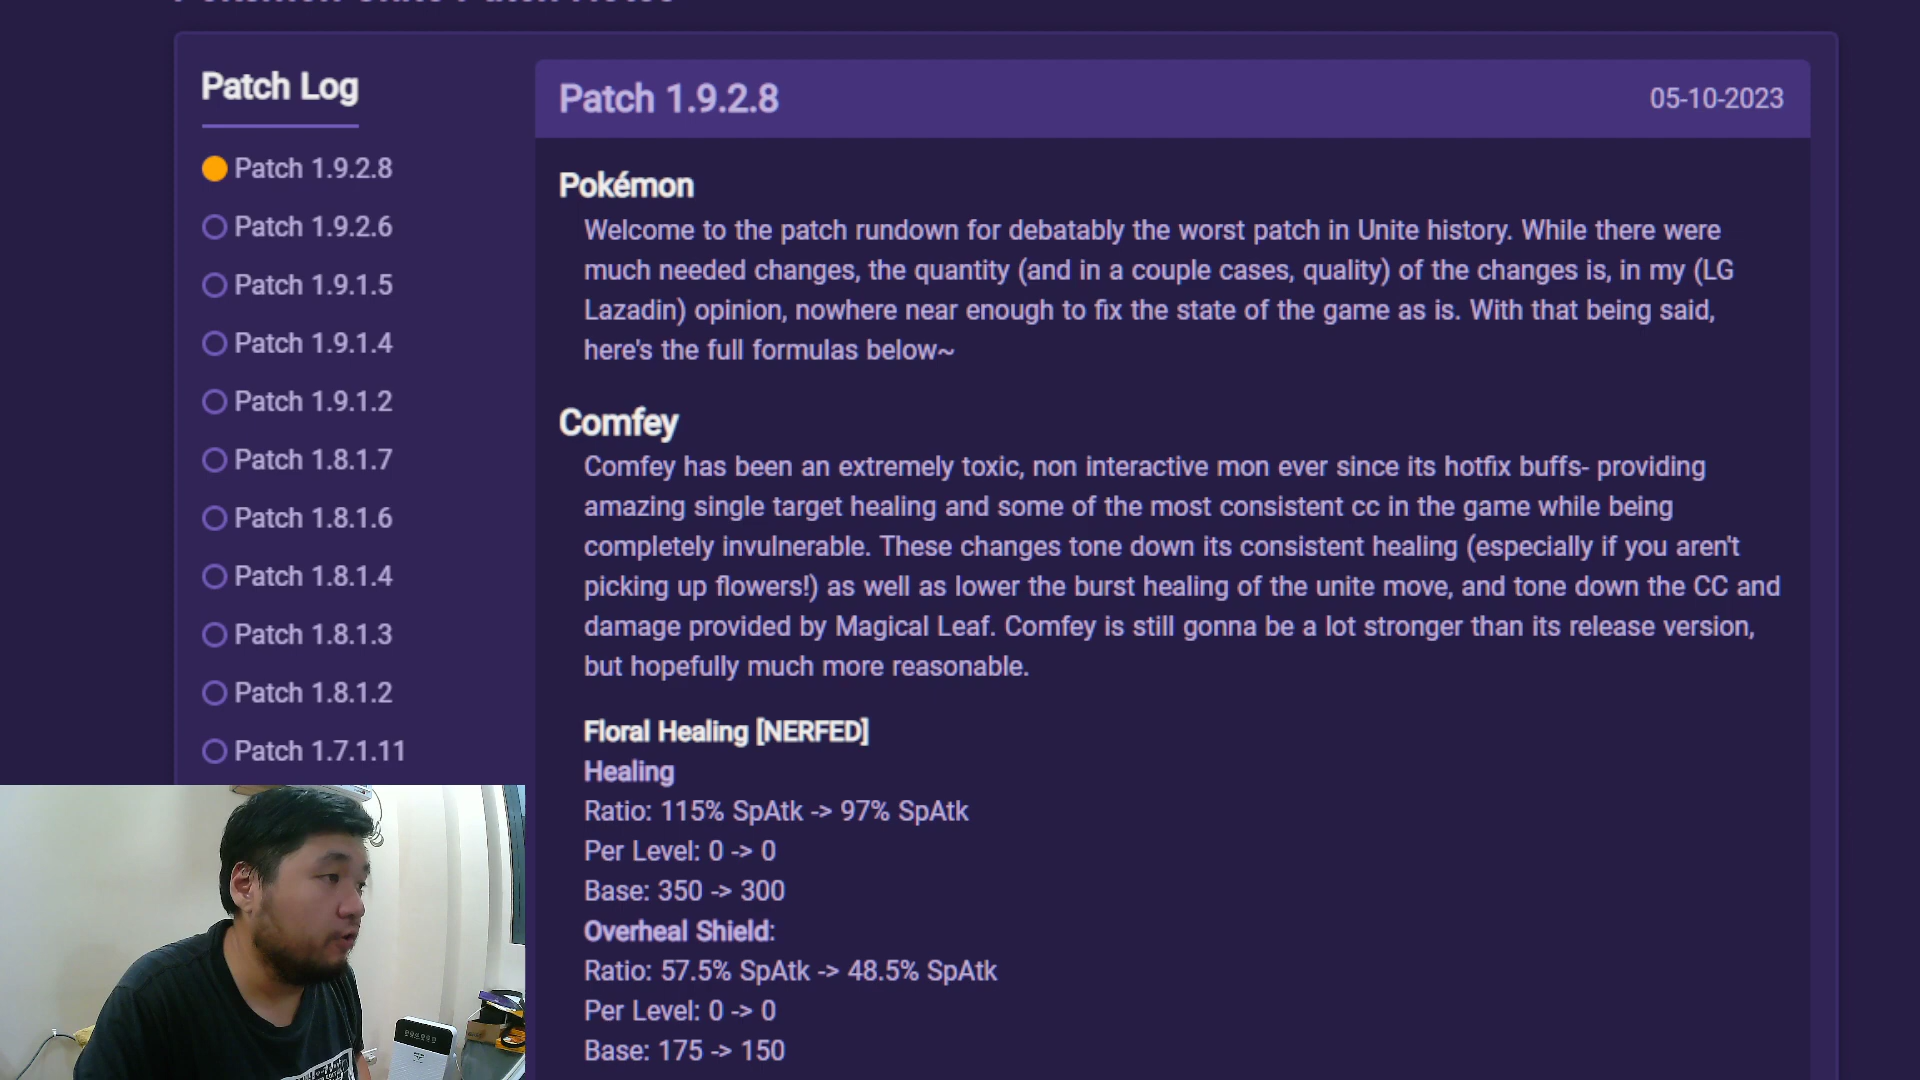 Patch Log
Patch 1.9.2.8
Patch 1.9.2.6
Patch 1.9.1.5
Patch 1.9.1.4
Patch 1.9.1.2
Patch 1.8.1.7
Patch 1.8.1.6
Patch 1.8.1.4
Patch 1.8.1.3
Patch 1.8.1.2
Patch 1.7.1.11
Patch 1.9.2.8 05-10-2023
Pokémon
Welcome to the patch rundown for debatably the worst patch in Unite history. While there were
much needed changes, the quantity (and in a couple cases, quality) of the changes is, in my (LG
Lazadin) opinion, nowhere near enough to fix the state of the game as is. With that being said,
here's the full formulas below~
Comfey
Comfey has been an extremely toxic, non interactive mon ever since its hotfix buffs- providing
amazing single target healing and some of the most consistent cc in the game while being
completely invulnerable. These changes tone down its consistent healing (especially if you aren't
picking up flowers!) as well as lower the burst healing of the unite move, and tone down the CC and
damage provided by Magical Leaf. Comfey is still gonna be a lot stronger than its release version,
but hopefully much more reasonable.
Floral Healing [NERFED]
Healing
Ratio: 115% SpAtk -> 97% SpAtk
Per Level: 0 -> 0
Base: 350 -> 300
Overheal Shield:
Ratio: 57.5% SpAtk -> 48.5% SpAtk
Per Level: 0 -> 0
Base: 175 -> 150